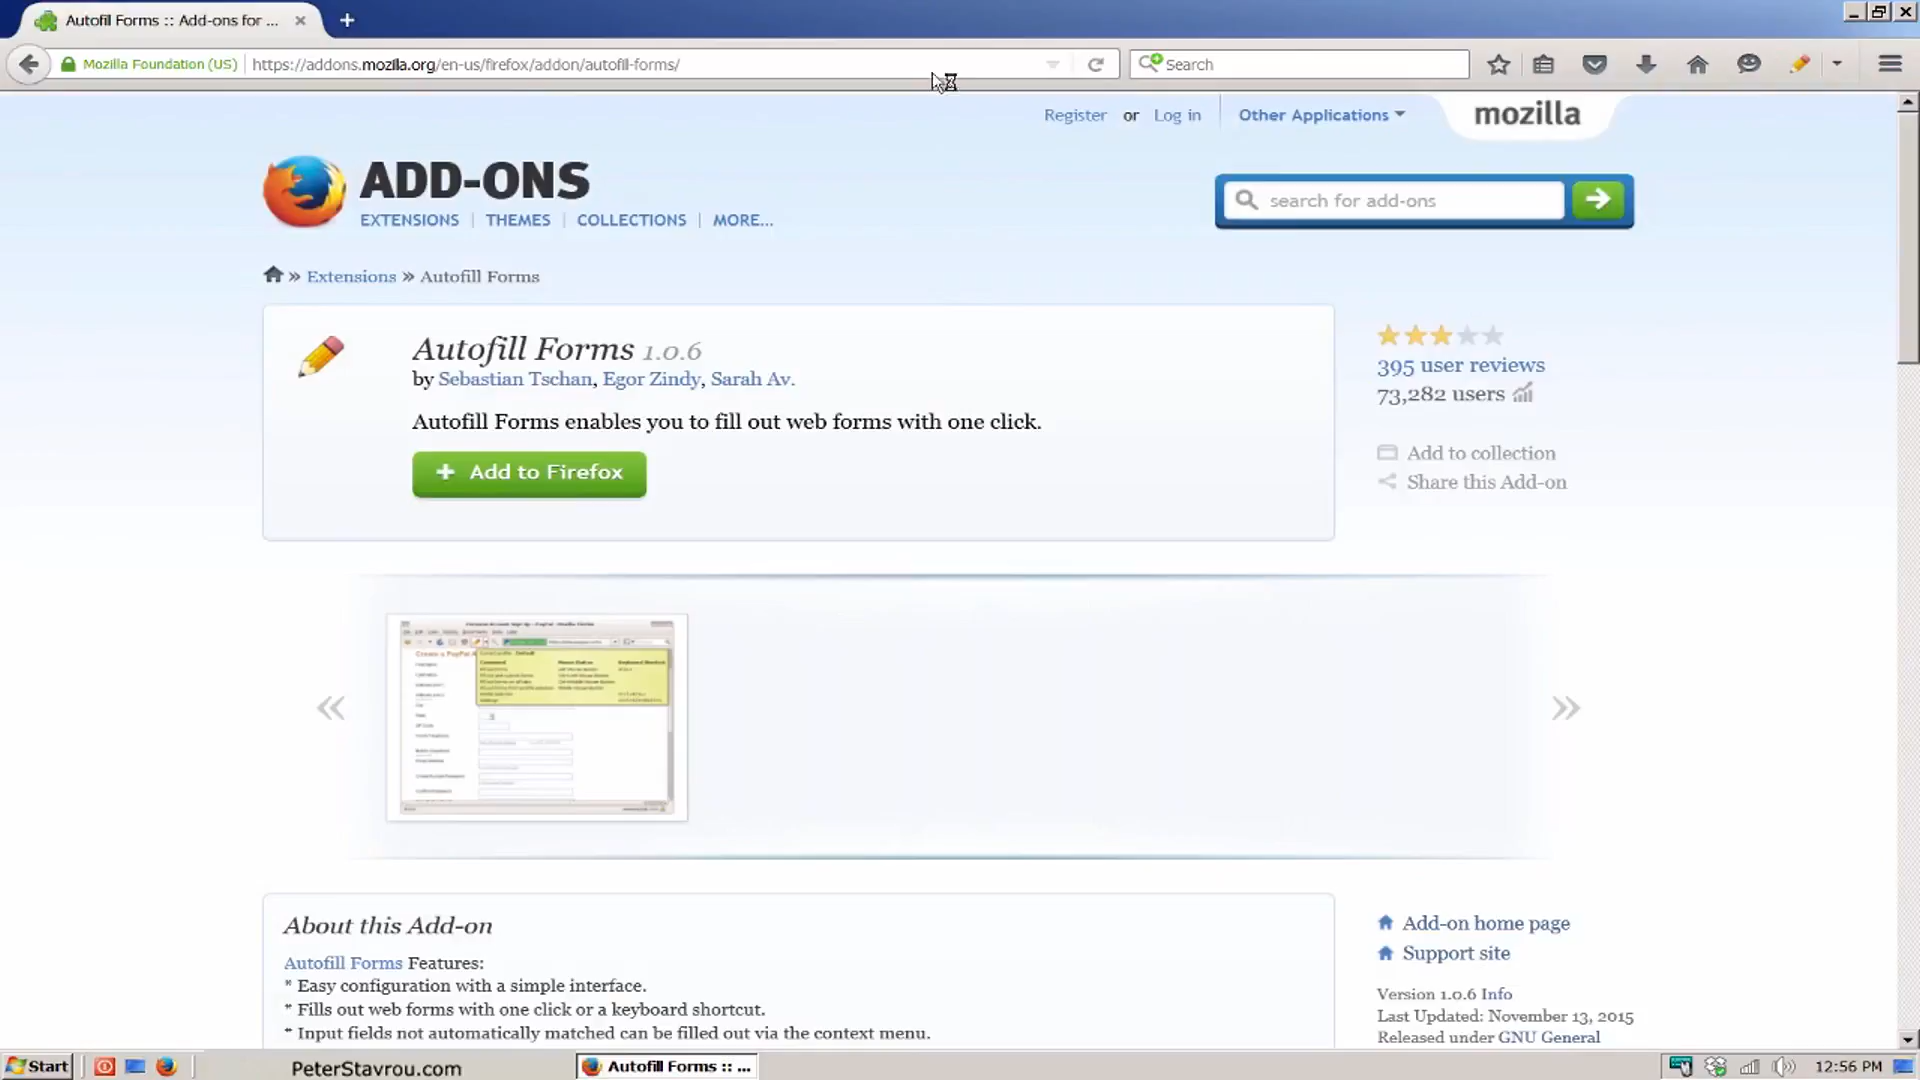 Autofill Forms :: Add-ons for ...
Mozilla Foundation (US)
https://addons.mozilla.org/en-us/firefox/addon/autofil-forms/
Search
Register or Log in
Other Applications
mozilla
ADD-ONS
EXTENSIONS | THEMES | COLLECTIONS | MORE...
search for add-ons
» Extensions » Autofill Forms
Autofill Forms 1.0.6
by Sebastian Tschan, Egor Zindy, Sarah Av.
Autofill Forms enables you to fill out web forms with one click.
+ Add to Firefox
395 user reviews
73,282 users
Add to collection
Share this Add-on
«
»
About this Add-on
Autofill Forms Features:
* Easy configuration with a simple interface.
* Fills out web forms with one click or a keyboard shortcut.
* Input fields not automatically matched can be filled out via the context menu.
Add-on home page
Support site
Version 1.0.6 Info
Last Updated: November 13, 2015
Released under GNU General
Start
PeterStavrou.com
Autofill Forms :: ...
12:56 PM